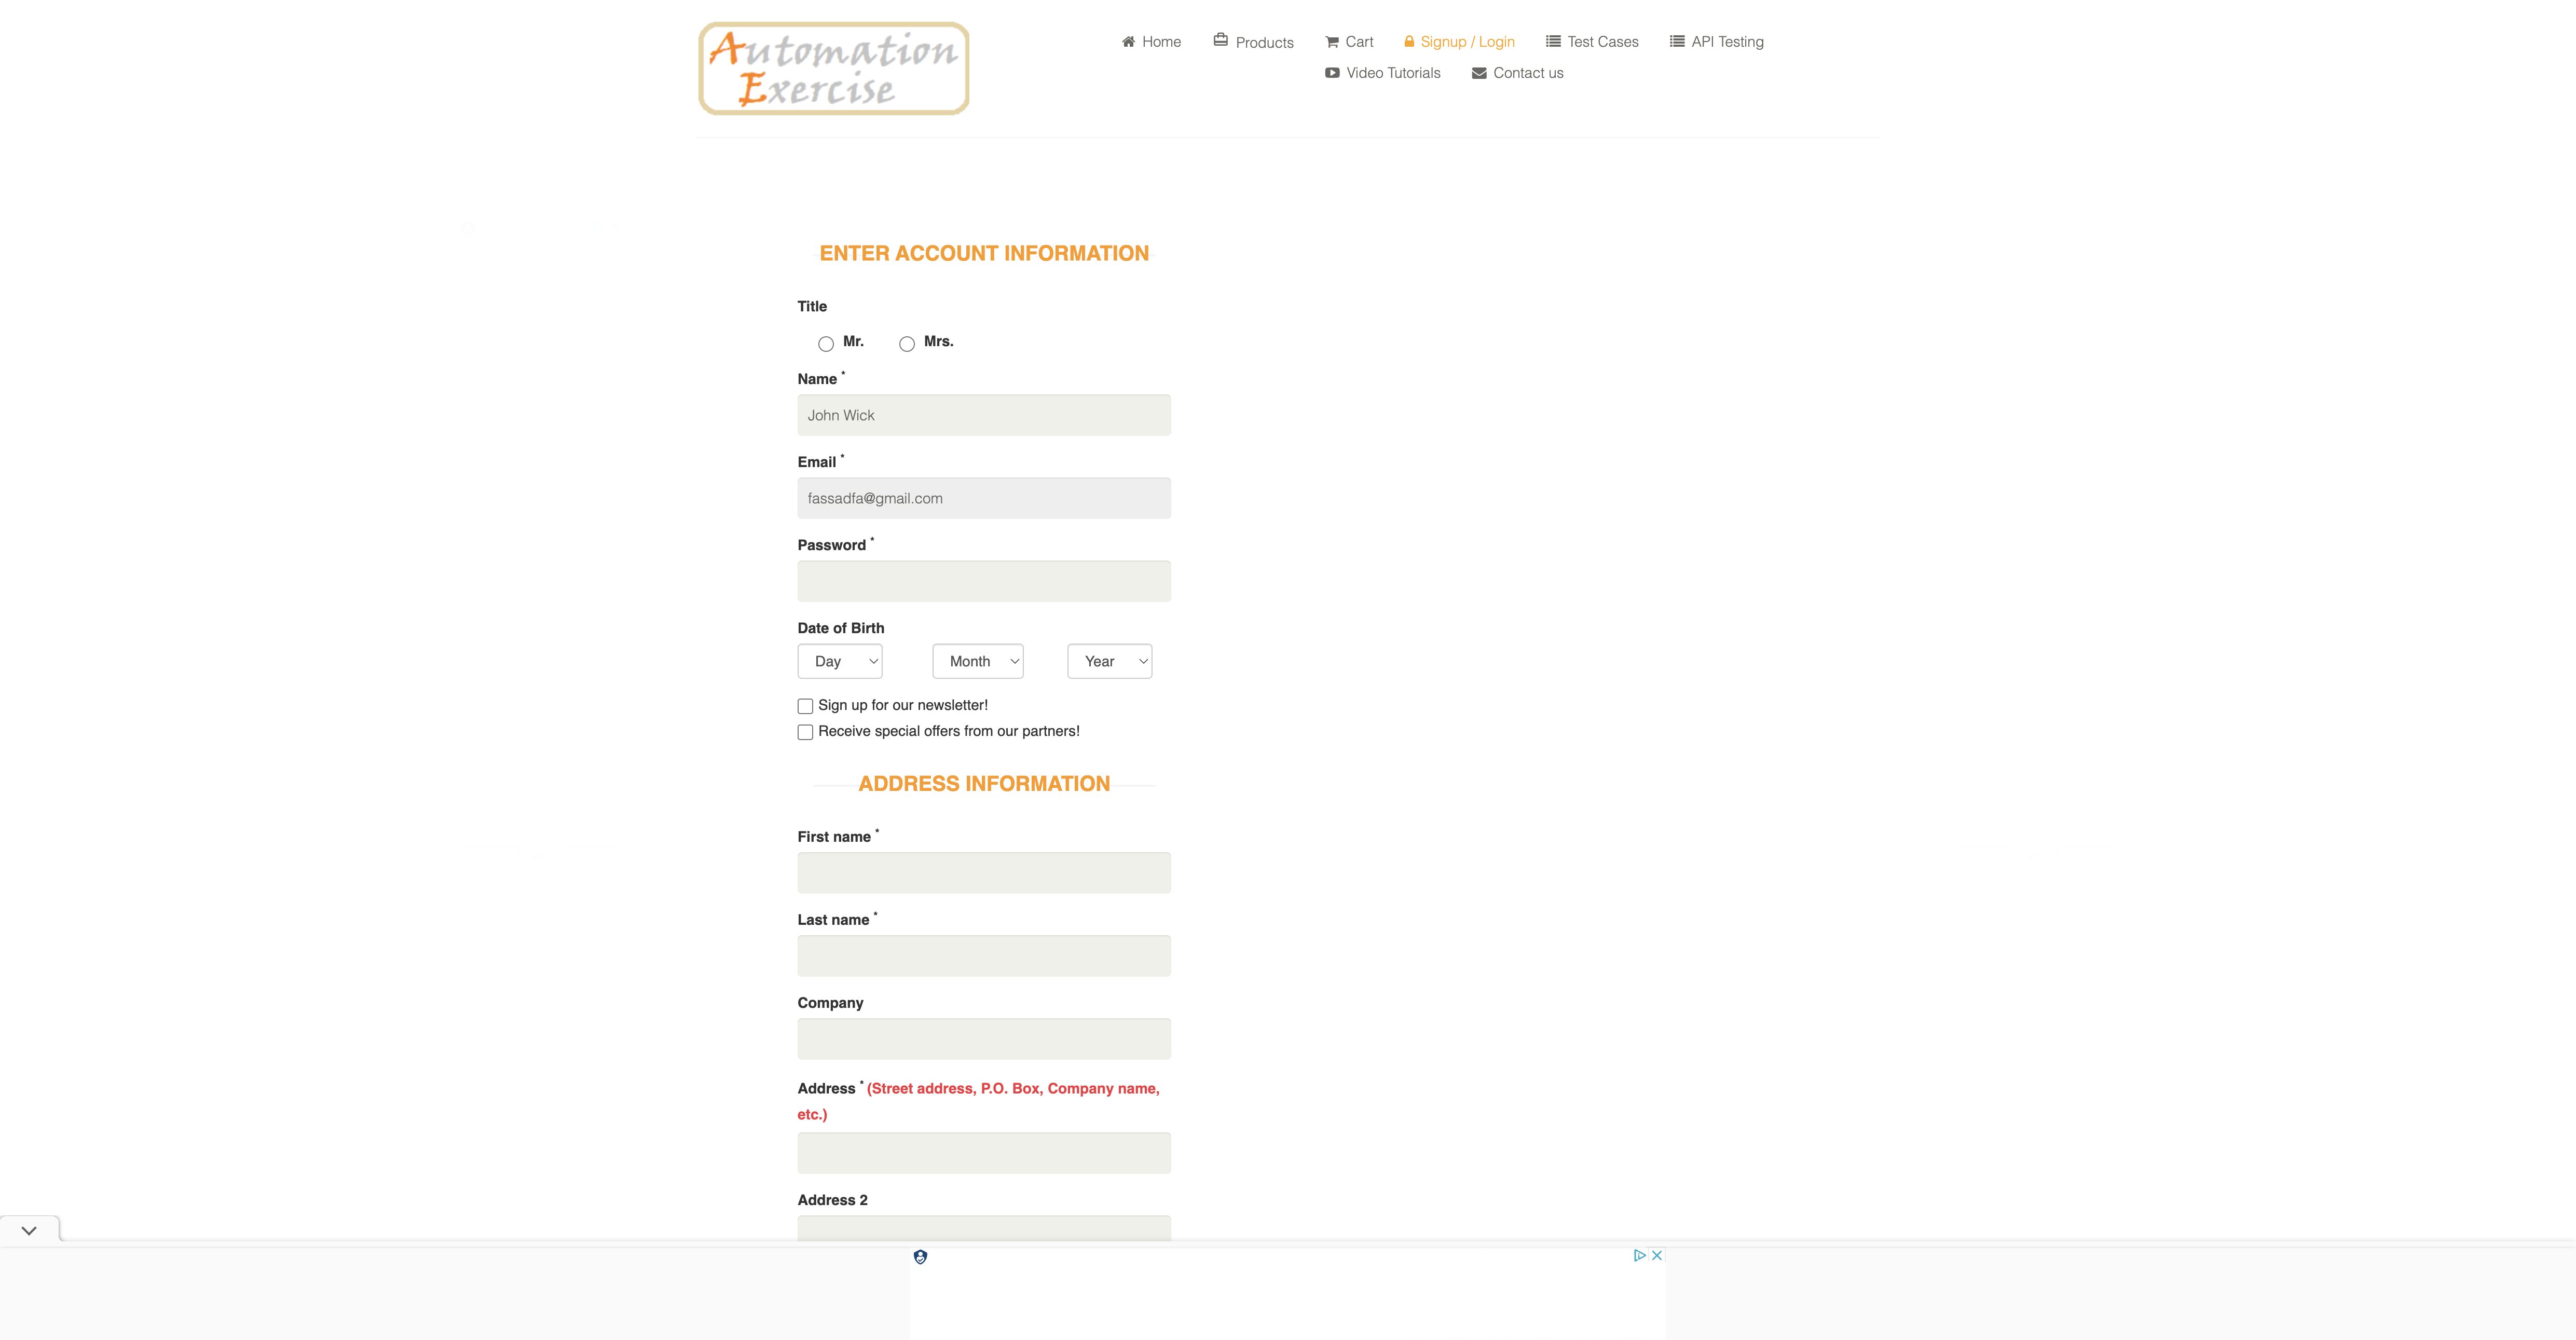 Automation
Exercise
Home Products Cart Signup / Login Test Cases API Testing
Video Tutorials Contact us
ENTER ACCOUNT INFORMATION
Title
Mr. Mrs.
Name *
John Wick
Email *
fassadfa@gmail.com
Password *
Date of Birth
Day Month Year
Sign up for our newsletter!
Receive special offers from our partners!
ADDRESS INFORMATION
First name *
Last name *
Company
Address * (Street address, P.O. Box, Company name,
etc.)
Address 2